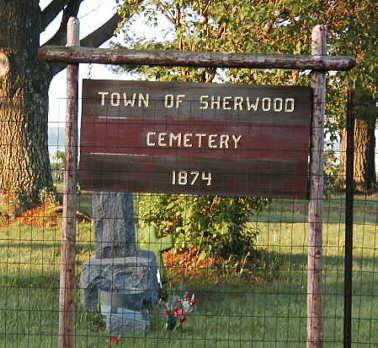 TOWN OF SHERWOOD
CEMETERY
1874